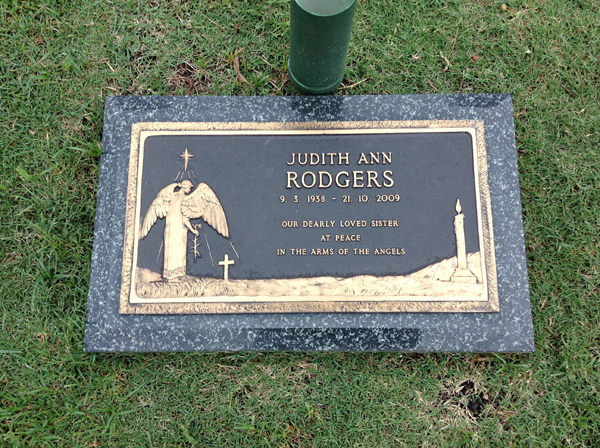 JUDITH ANN
RODGERS
9. 3. 1938 - 21. 10. 2009
OUR DEARLY LOVED SISTER
AT PEACE
IN THE ARMS OF THE ANGELS